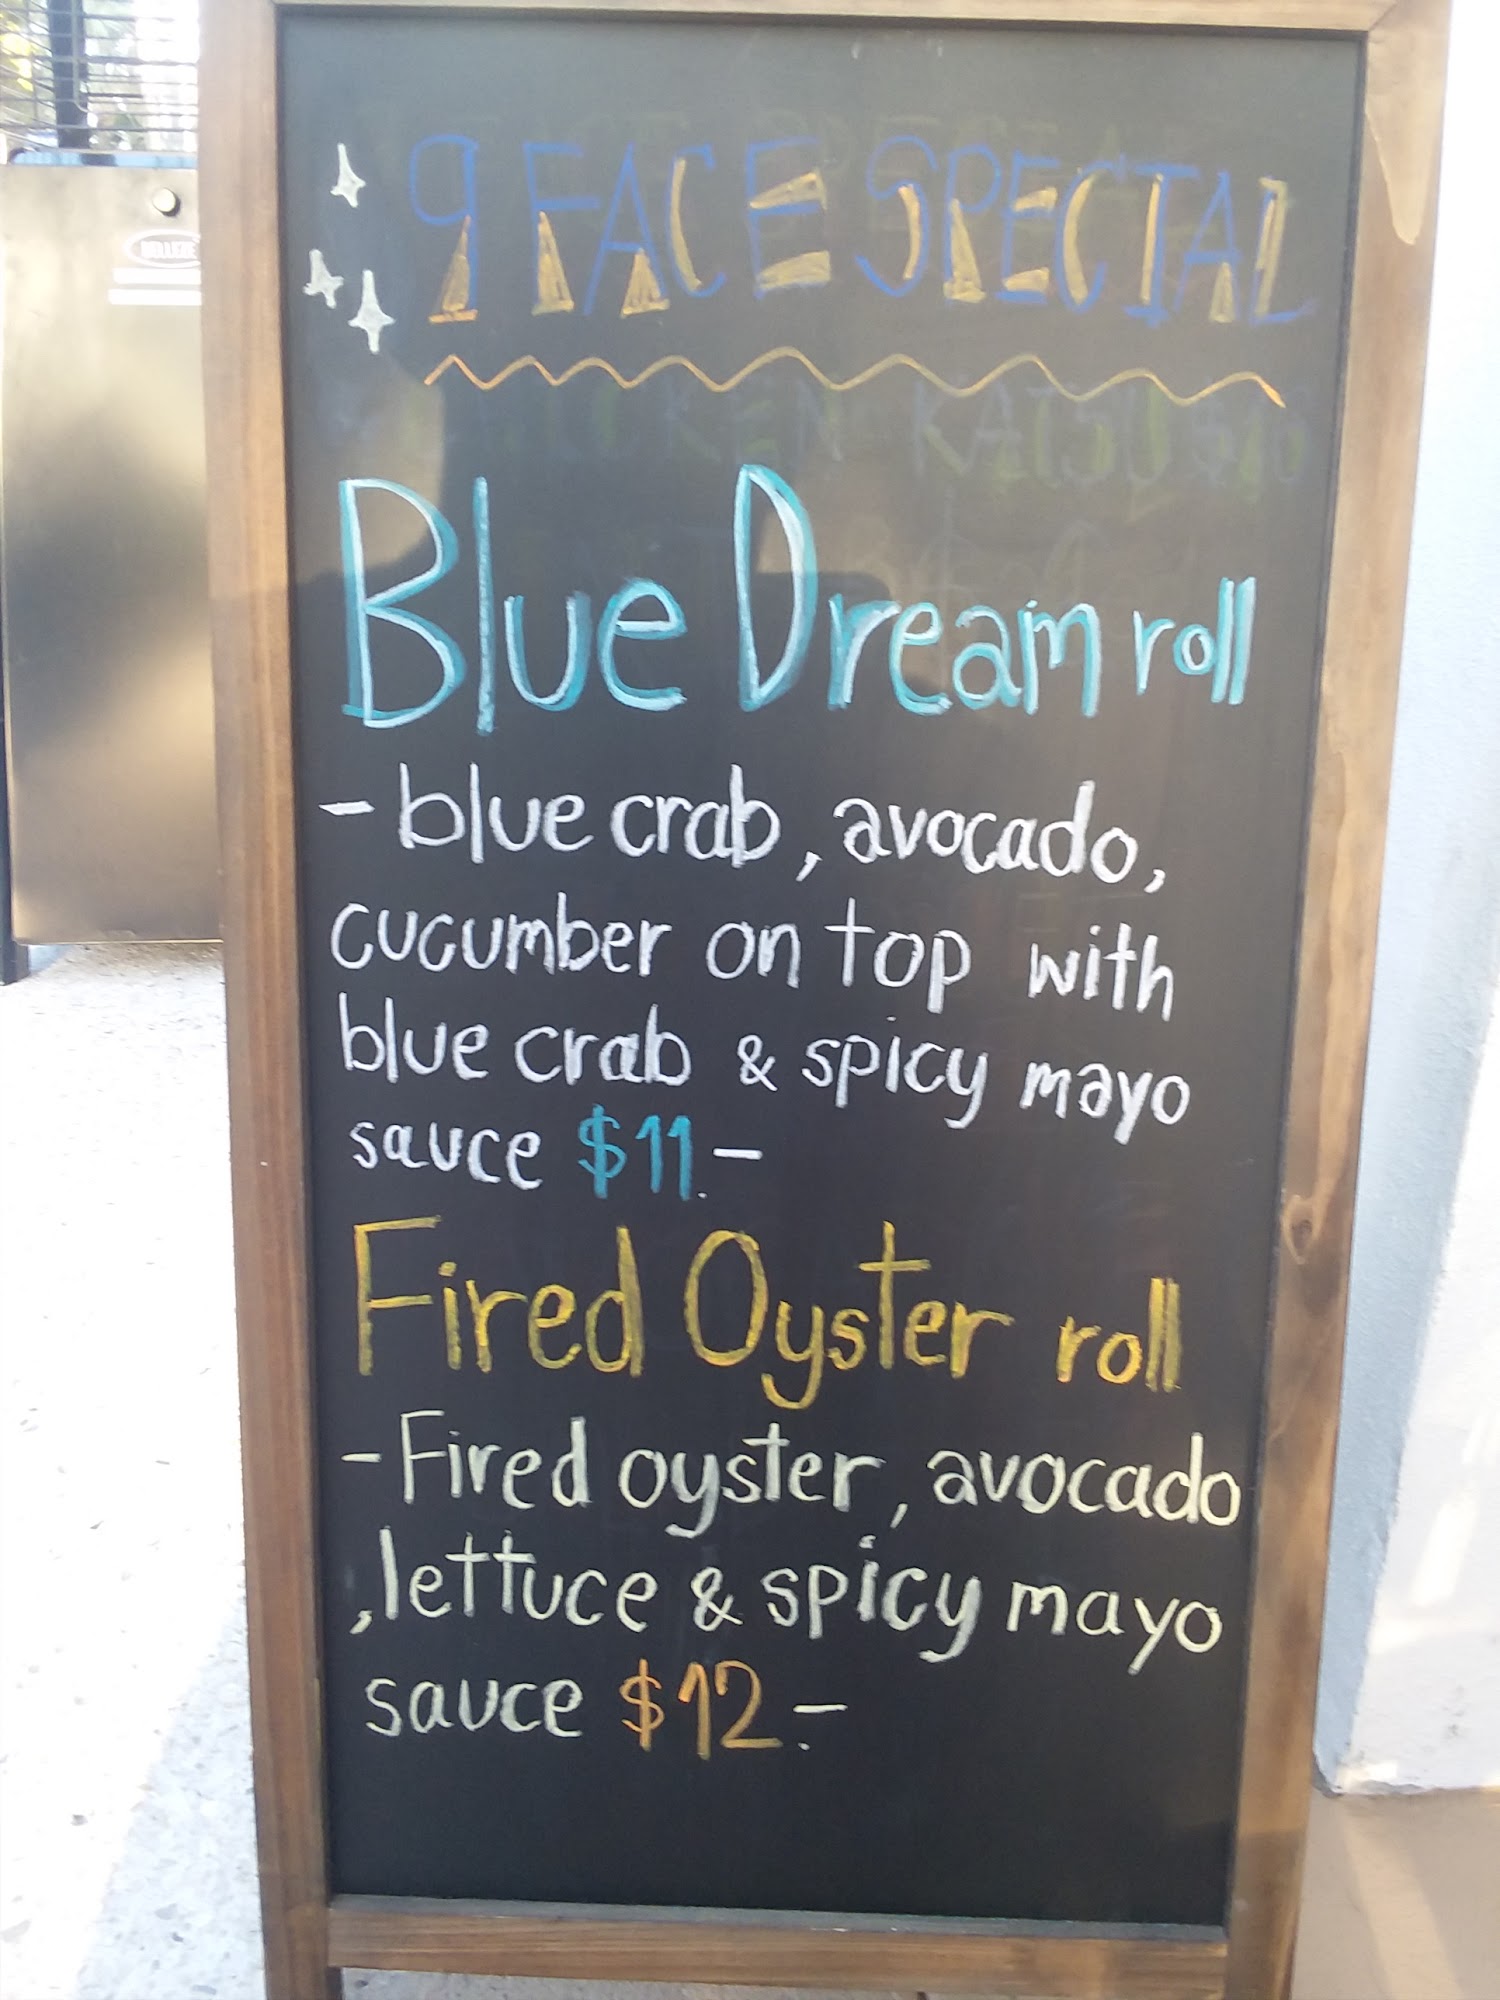 9 FACE SPECIAL
Blue Dream roll
- blue crab, avocado,
cucumber on top with
blue crab & spicy mayo
sauce $11.-
Fired Oyster roll
- Fired oyster, avocado
,lettuce & spicy mayo
sauce $12.-